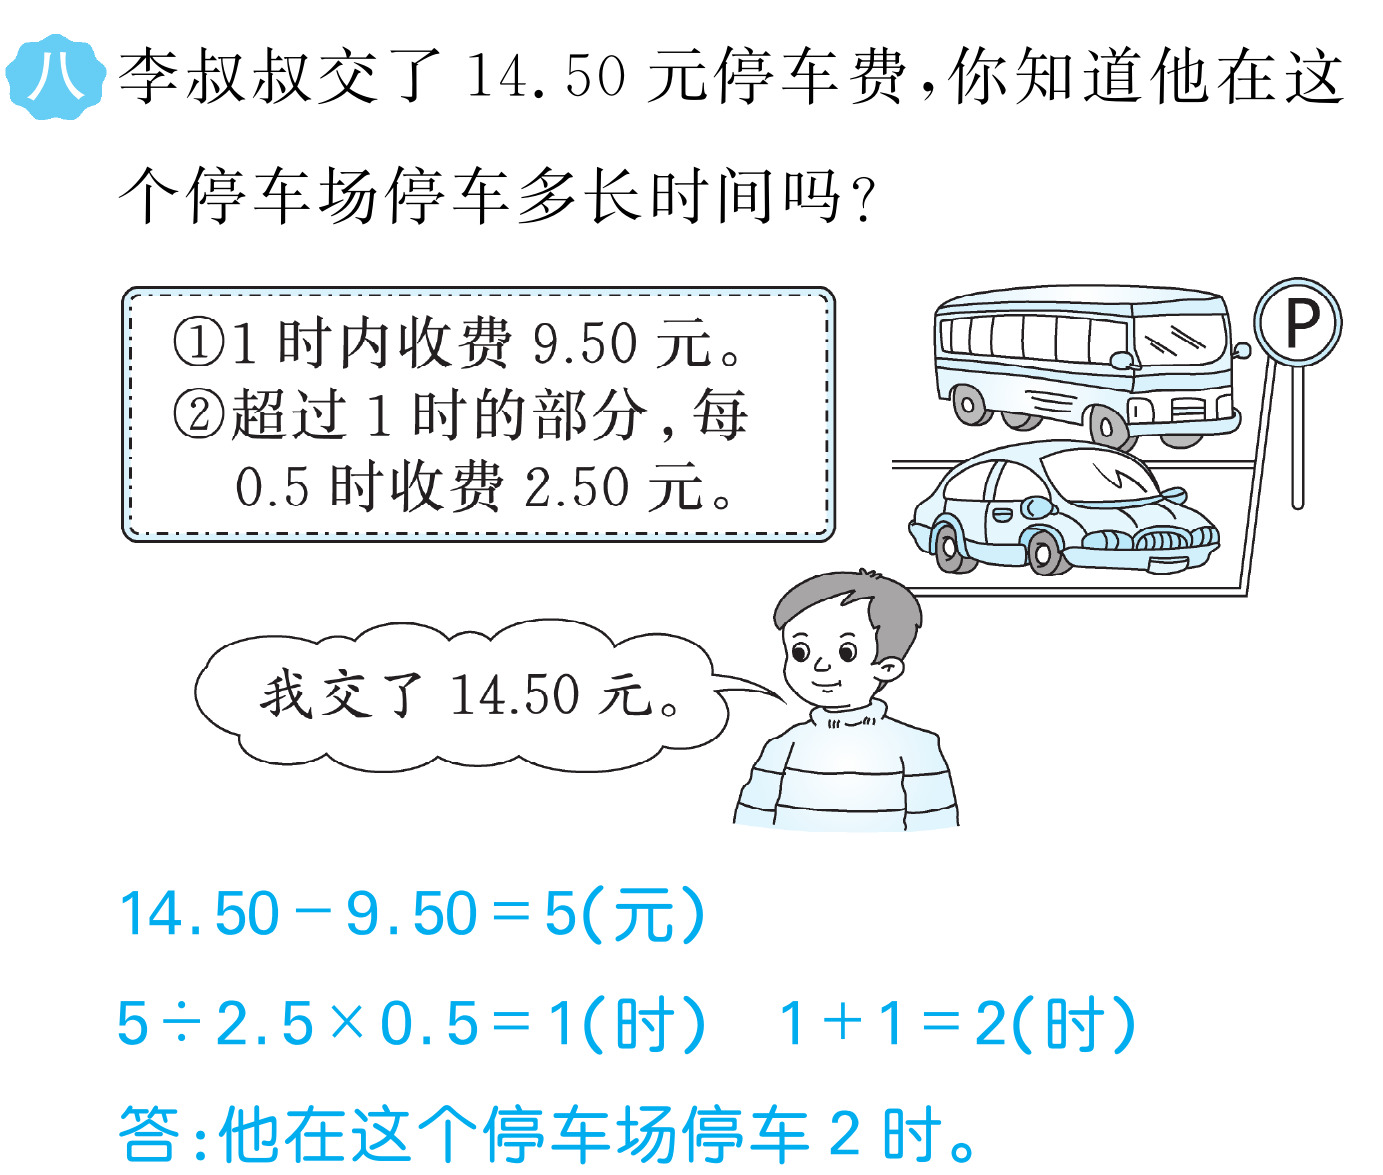 八 李叔叔交了 14.50 元停车费,你知道他在这
个停车场停车多长时间吗?
①1 时内收费 9.50 元。
②超过 1 时的部分,每
0.5 时收费 2.50 元。
P
我交了 14.50 元。
14.50-9.50=5(元)
5÷2.5×0.5=1(时) 1+1=2(时)
答:他在这个停车场停车 2 时。